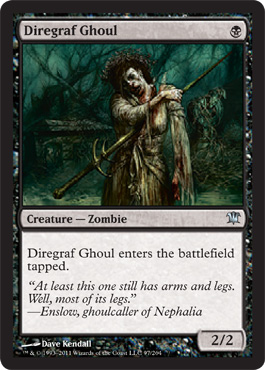 Diregraf Ghoul
Creature — Zombie
Diregraf Ghoul enters the battlefield
tapped.
“At least this one still has arms and legs.
Well, most of its legs.”
—Enslow, ghoulcaller of Nephalia
2/2
Dave Kendall
™ & © 1993–2011 Wizards of the Coast LLC 97/264